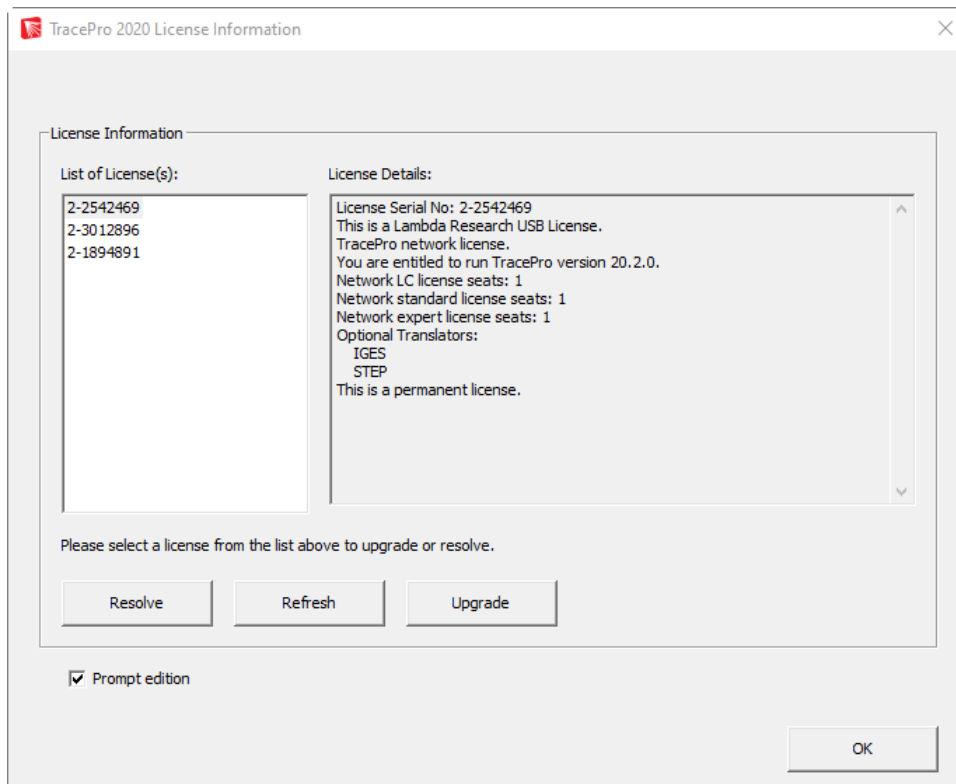 TracePro 2020 License Information
License Information
List of License(s):
2-2542469
2-3012896
2-1894891
License Details:
License Serial No: 2-2542469
This is a Lambda Research USB License.
TracePro network license.
You are entitled to run TracePro version 20.2.0.
Network LC license seats: 1
Network standard license seats: 1
Network expert license seats: 1
Optional Translators:
IGES
STEP
This is a permanent license.
Please select a license from the list above to upgrade or resolve.
Resolve
Refresh
Upgrade
Prompt edition
OK